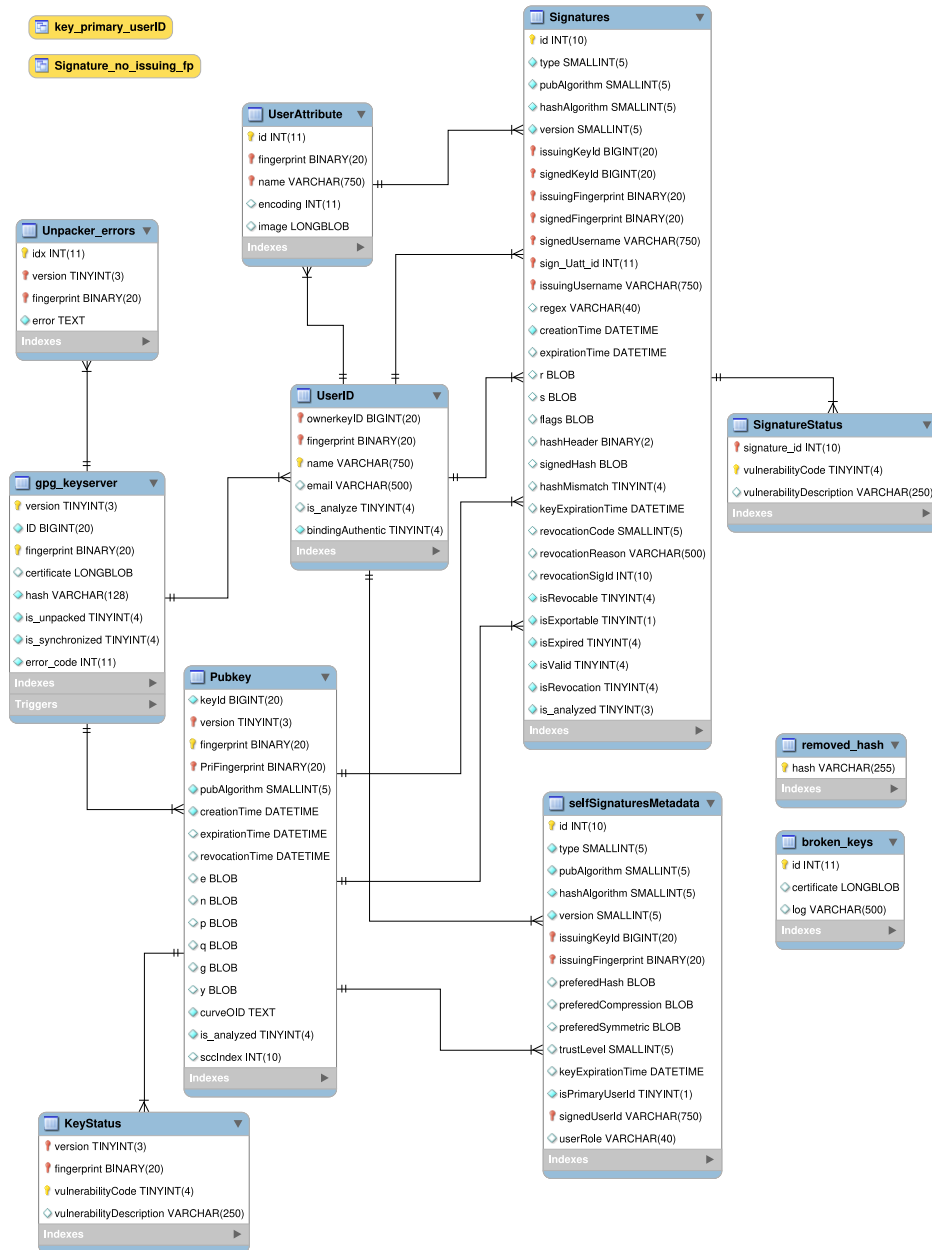 key_primary_userID
Signature_no_issuing_fp
UserAttribute
id INT(11)
fingerprint BINARY(20)
name VARCHAR(750)
encoding INT(11)
image LONGBLOB
Indexes
Unpacker_errors
idx INT(11)
version TINYINT(3)
fingerprint BINARY(20)
error TEXT
Indexes
gpg_keyserver
version TINYINT(3)
ID BIGINT(20)
fingerprint BINARY(20)
certificate LONGBLOB
hash VARCHAR(128)
is_unpacked TINYINT(4)
is_synchronized TINYINT(4)
error_code INT(11)
Indexes
Triggers
UserID
ownerkeyID BIGINT(20)
fingerprint BINARY(20)
name VARCHAR(750)
email VARCHAR(500)
is_analyze TINYINT(4)
bindingAuthentic TINYINT(4)
Indexes
Signatures
id INT(10)
type SMALLINT(5)
pubAlgorithm SMALLINT(5)
hashAlgorithm SMALLINT(5)
version SMALLINT(5)
issuingKeyId BIGINT(20)
signedKeyId BIGINT(20)
issuingFingerprint BINARY(20)
signedFingerprint BINARY(20)
signedUsername VARCHAR(750)
sign_Uatt_id INT(11)
issuingUsername VARCHAR(750)
regex VARCHAR(40)
creationTime DATETIME
expirationTime DATETIME
r BLOB
s BLOB
flags BLOB
hashHeader BINARY(2)
signedHash BLOB
hashMismatch TINYINT(4)
keyExpirationTime DATETIME
revocationCode SMALLINT(5)
revocationReason VARCHAR(500)
revocationSigId INT(10)
isRevocable TINYINT(4)
isExportable TINYINT(1)
isExpired TINYINT(4)
isValid TINYINT(4)
isRevocation TINYINT(4)
is_analyzed TINYINT(3)
Indexes
SignatureStatus
signature_id INT(10)
vulnerabilityCode TINYINT(4)
vulnerabilityDescription VARCHAR(250)
Indexes
Pubkey
keyId BIGINT(20)
version TINYINT(3)
fingerprint BINARY(20)
PriFingerprint BINARY(20)
pubAlgorithm SMALLINT(5)
creationTime DATETIME
expirationTime DATETIME
revocationTime DATETIME
e BLOB
n BLOB
p BLOB
q BLOB
g BLOB
y BLOB
curveOID TEXT
is_analyzed TINYINT(4)
sccIndex INT(10)
Indexes
selfSignaturesMetadata
id INT(10)
type SMALLINT(5)
pubAlgorithm SMALLINT(5)
hashAlgorithm SMALLINT(5)
version SMALLINT(5)
issuingKeyId BIGINT(20)
issuingFingerprint BINARY(20)
preferedHash BLOB
preferedCompression BLOB
preferedSymmetric BLOB
trustLevel SMALLINT(5)
keyExpirationTime DATETIME
isPrimaryUserId TINYINT(1)
signedUserId VARCHAR(750)
userRole VARCHAR(40)
Indexes
removed_hash
hash VARCHAR(255)
Indexes
broken_keys
id INT(11)
certificate LONGBLOB
log VARCHAR(500)
Indexes
KeyStatus
version TINYINT(3)
fingerprint BINARY(20)
vulnerabilityCode TINYINT(4)
vulnerabilityDescription VARCHAR(250)
Indexes